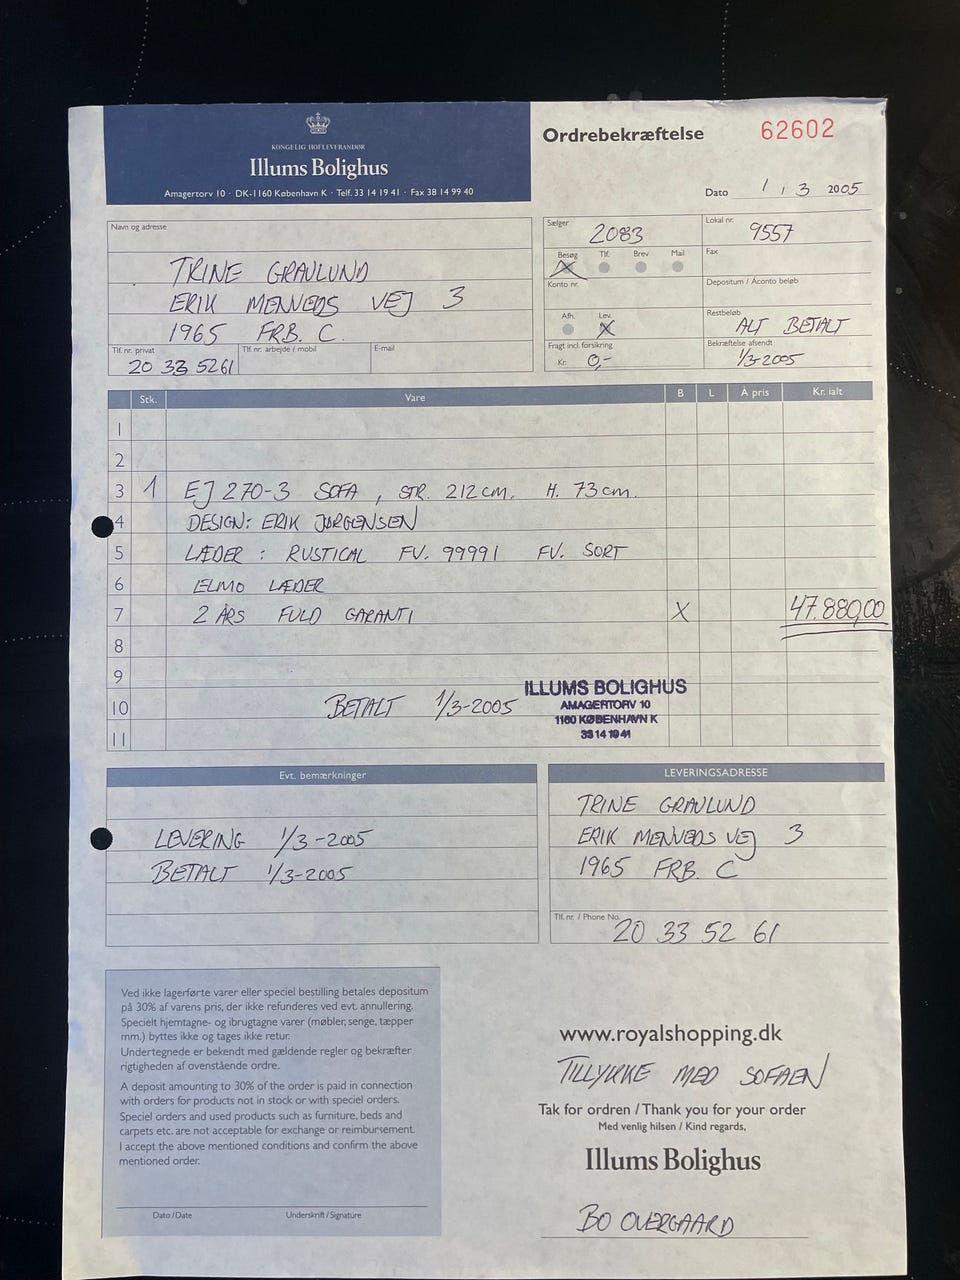 KONGELIG HOFLEVERANDØR
Illums Bolighus
Amagertorv 10 · DK-1160 København K · Telf. 33 14 19 41 · Fax 38 14 99 40
Ordrebekræftelse 62602
Dato 1 / 3 2005
Navn og adresse
TRINE GRAVLUND
ERIK MENVEDS VEJ 3
1965 FRB. C.
Tlf. nr. privat Tlf. nr. arbejde / mobil E-mail
20 33 5261
Sælger 2083 Lokal nr. 9557
Besøg Tlf. Brev Mail Fax
X
Konto nr. Depositum / Aconto beløb
Afh. Lev. Restbeløb
X ALT BETALT
Fragt incl. forsikring Bekræftelse afsendt
Kr. 0,- 1/3-2005
Stk. Vare B L À pris Kr. ialt
1
2
3 1 EJ 270-3 SOFA, STR. 212 cm. H. 73 cm.
4 DESIGN: ERIK JØRGENSEN
5 LÆDER : RUSTICAL FV. 99991 FV. SORT
6 ELMO LÆDER
7 2 ÅRS FULD GARANTI X 47.880,00
8
9
10 BETALT 1/3-2005
11
ILLUMS BOLIGHUS
AMAGERTORV 10
1160 KØBENHAVN K
33 14 19 41
Evt. bemærkninger
LEVERING 1/3-2005
BETALT 1/3-2005
LEVERINGSADRESSE
TRINE GRAVLUND
ERIK MENVEDS VEJ 3
1965 FRB. C
Tlf. nr. / Phone No. 20 33 52 61
Ved ikke lagerførte varer eller speciel bestilling betales depositum
på 30% af varens pris, der ikke refunderes ved evt. annullering.
Specielt hjemtagne- og ibrugtagne varer (møbler, senge, tæpper
mm.) byttes ikke og tages ikke retur.
Undertegnede er bekendt med gældende regler og bekræfter
rigtigheden af ovenstående ordre.
A deposit amounting to 30% of the order is paid in connection
with orders for products not in stock or with special orders.
Special orders and used products such as furniture, beds and
carpets etc. are not acceptable for exchange or reimbursement.
I accept the above mentioned conditions and confirm the above
mentioned order.
Dato / Date Underskrift / Signature
www.royalshopping.dk
TILLYKKE MED SOFAEN
Tak for ordren / Thank you for your order
Med venlig hilsen / Kind regards,
Illums Bolighus
BO OVERGAARD